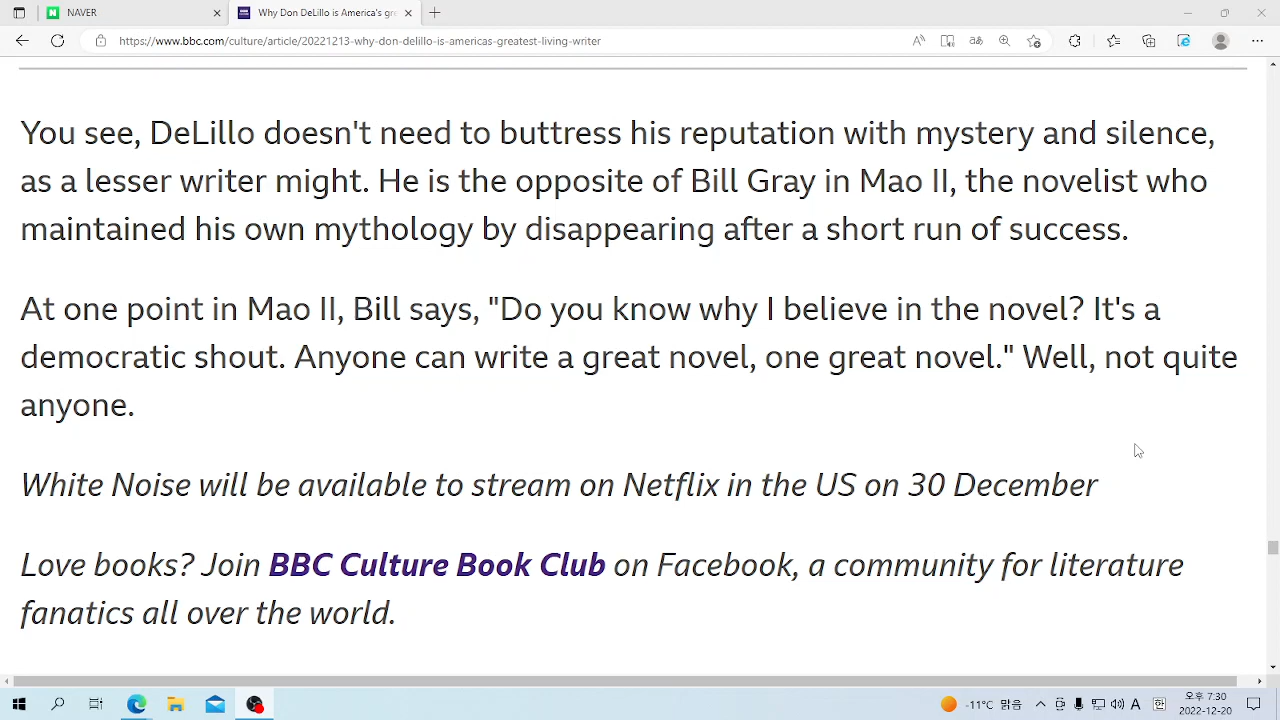 NAVER
Why Don DeLillo is America's gre
https://www.bbc.com/culture/article/20221213-why-don-delillo-is-americas-greatest-living-writer
You see, DeLillo doesn't need to buttress his reputation with mystery and silence,
as a lesser writer might. He is the opposite of Bill Gray in Mao II, the novelist who
maintained his own mythology by disappearing after a short run of success.
At one point in Mao II, Bill says, "Do you know why I believe in the novel? It's a
democratic shout. Anyone can write a great novel, one great novel." Well, not quite
anyone.
White Noise will be available to stream on Netflix in the US on 30 December
Love books? Join BBC Culture Book Club on Facebook, a community for literature
fanatics all over the world.
-11°C 맑음
A
오후 7:30
2022-12-20